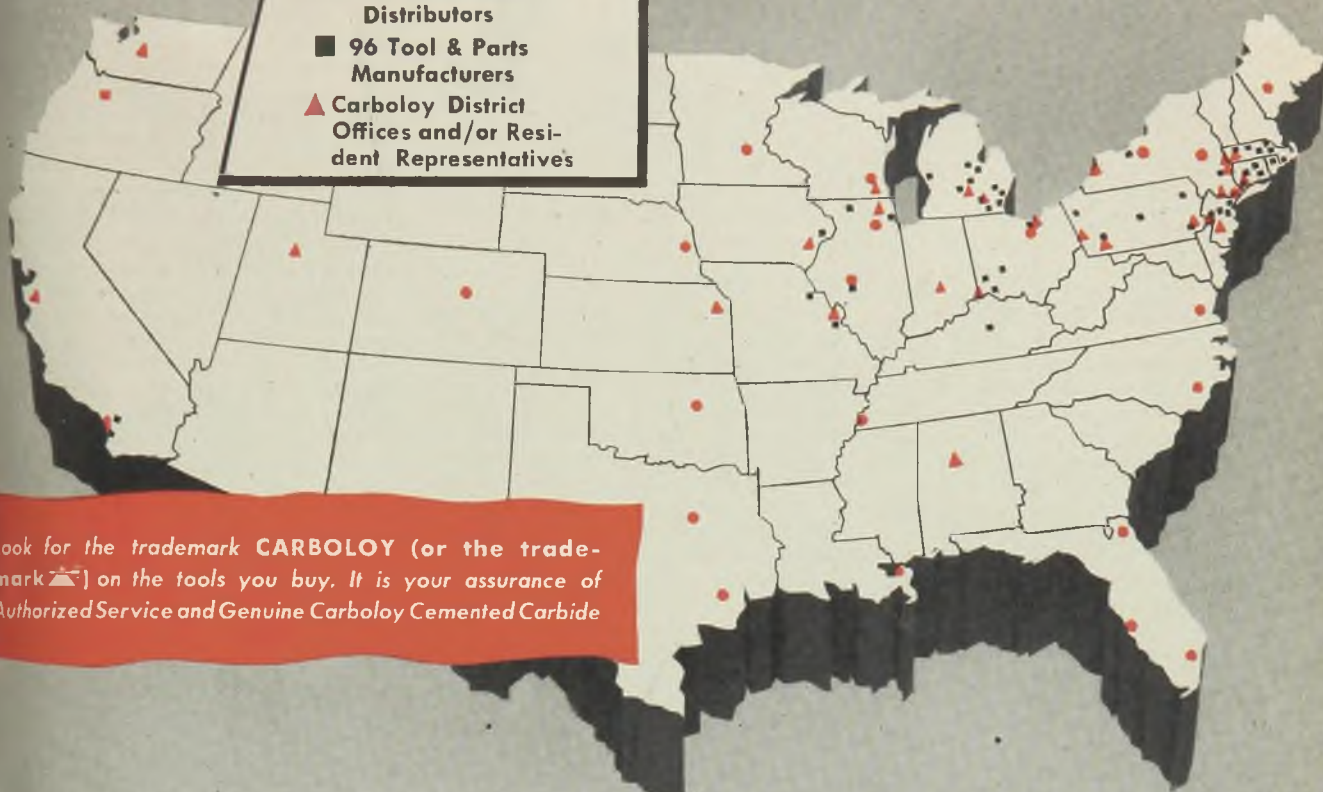 Distributors
■ 96 Tool & Parts
Manufacturers
▲ Carboloy District
Offices and/or Resi-
dent Representatives
ook for the trademark CARBOLOY (or the trade-
mark ) on the tools you buy. It is your assurance of
Authorized Service and Genuine Carboloy Cemented Carbide